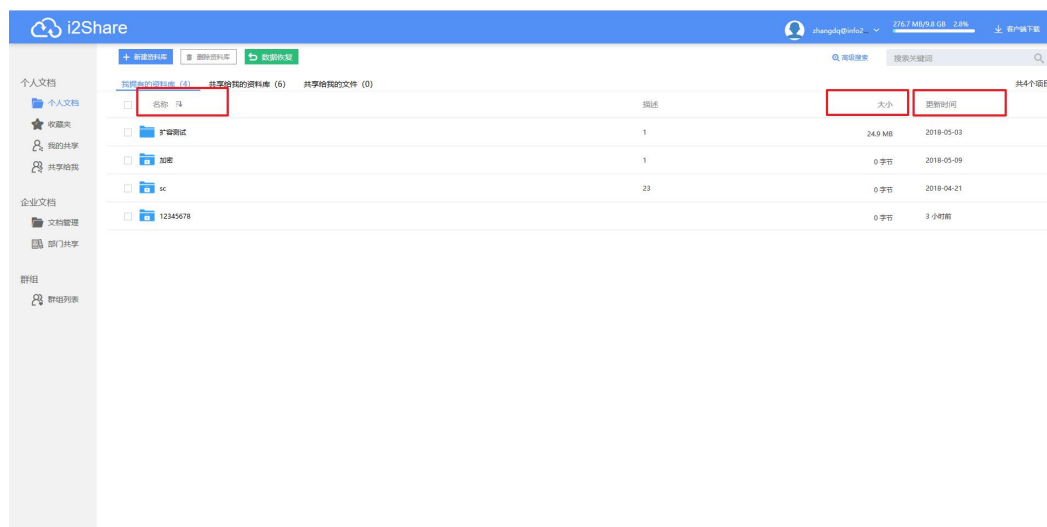 i2Share
zhangdq@info2... 276.7 MB/9.8 GB 2.8% 客户端下载
+ 新建资料库 删除资料库 数据恢复 高级搜索 搜索关键词
个人文档 我拥有的资料库 (4) 共享给我的资料库 (6) 共享给我的文件 (0) 共4个项目
个人文档 名称 描述 大小 更新时间
收藏夹 扩容测试 1 24.9 MB 2018-05-03
我的共享
共享给我 加密 1 0 字节 2018-05-09
sc 23 0 字节 2018-04-21
企业文档
文档管理 12345678 0 字节 3 小时前
部门共享
群组
群组列表